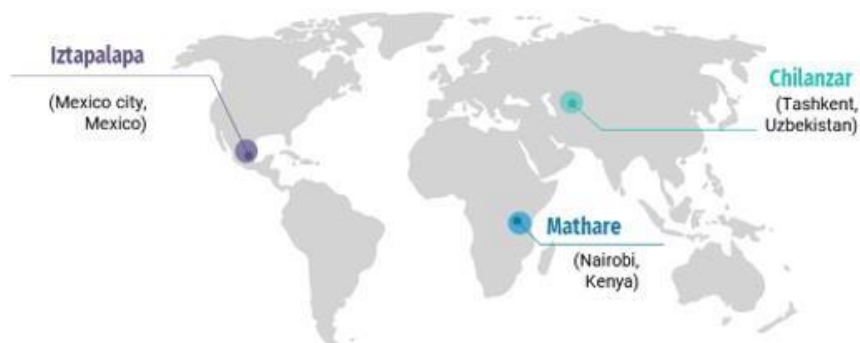 Iztapalapa
(Mexico city,
Mexico)
Chilanzar
(Tashkent,
Uzbekistan)
Mathare
(Nairobi,
Kenya)